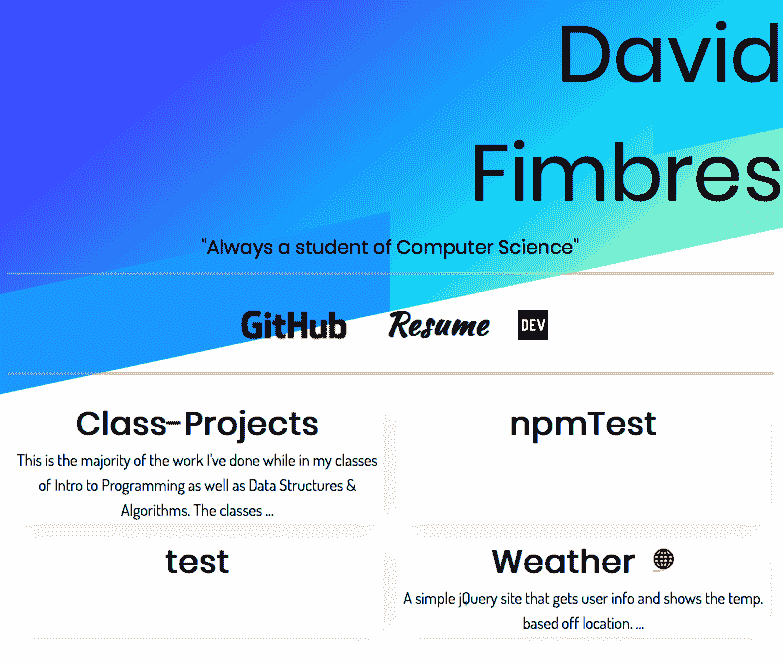 David
Fimbres
"Always a student of Computer Science"
GitHub Resume DEV
Class-Projects
This is the majority of the work I've done while in my classes
of Intro to Programming as well as Data Structures &
Algorithms. The classes ...
npmTest
test
Weather
A simple jQuery site that gets user info and shows the temp.
based off location. ...